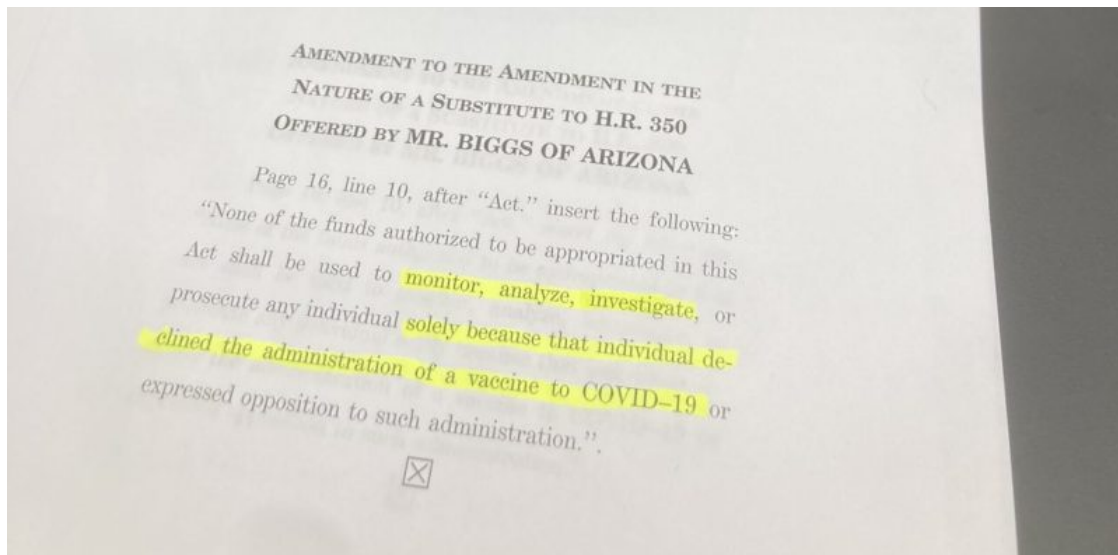 AMENDMENT TO THE AMENDMENT IN THE
NATURE OF A SUBSTITUTE TO H.R. 350
OFFERED BY MR. BIGGS OF ARIZONA
Page 16, line 10, after “Act.” insert the following:
“None of the funds authorized to be appropriated in this
Act shall be used to monitor, analyze, investigate, or
prosecute any individual solely because that individual de-
clined the administration of a vaccine to COVID–19 or
expressed opposition to such administration.”.